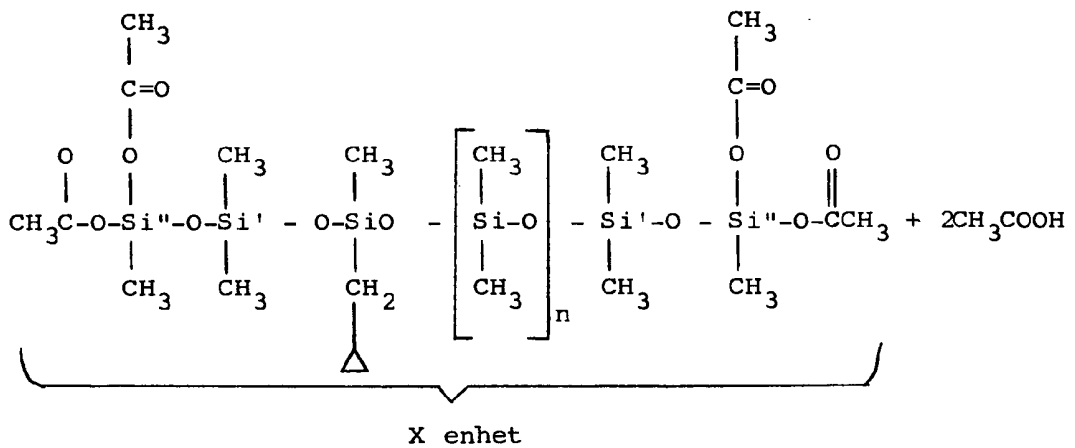 CH3 CH3
C=O C=O
O O CH3 CH3 CH3 CH3 O O
CH3C-O-Si"-O-Si' - O-SiO - Si-O - Si'-O - Si"-O-CCH3 + 2CH3COOH
CH3 CH3 CH2 CH3 CH3 CH3
n
X enhet